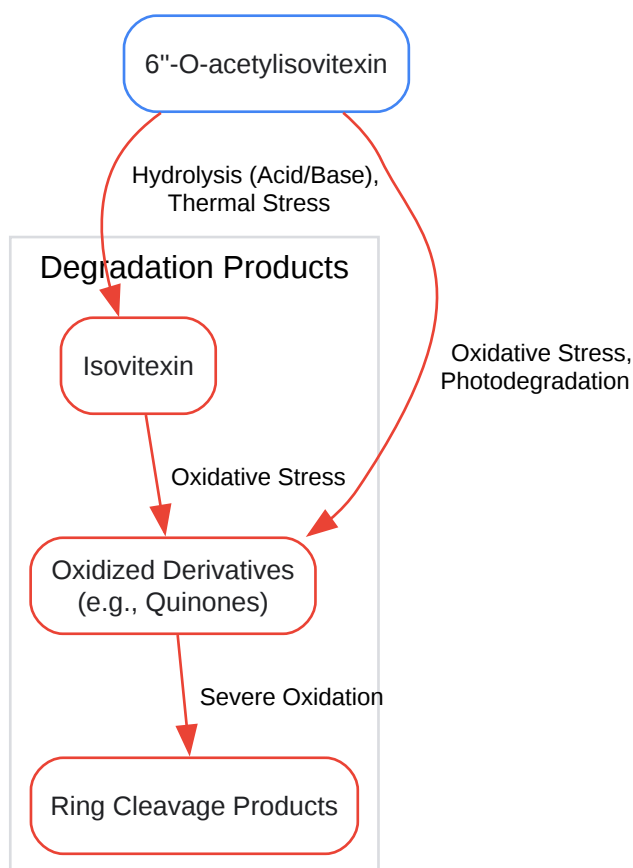 6"-O-acetylisovitexin
Hydrolysis (Acid/Base),
Thermal Stress
Degradation Products
Isovitexin
Oxidative Stress,
Photodegradation
Oxidative Stress
Oxidized Derivatives
(e.g., Quinones)
Severe Oxidation
Ring Cleavage Products